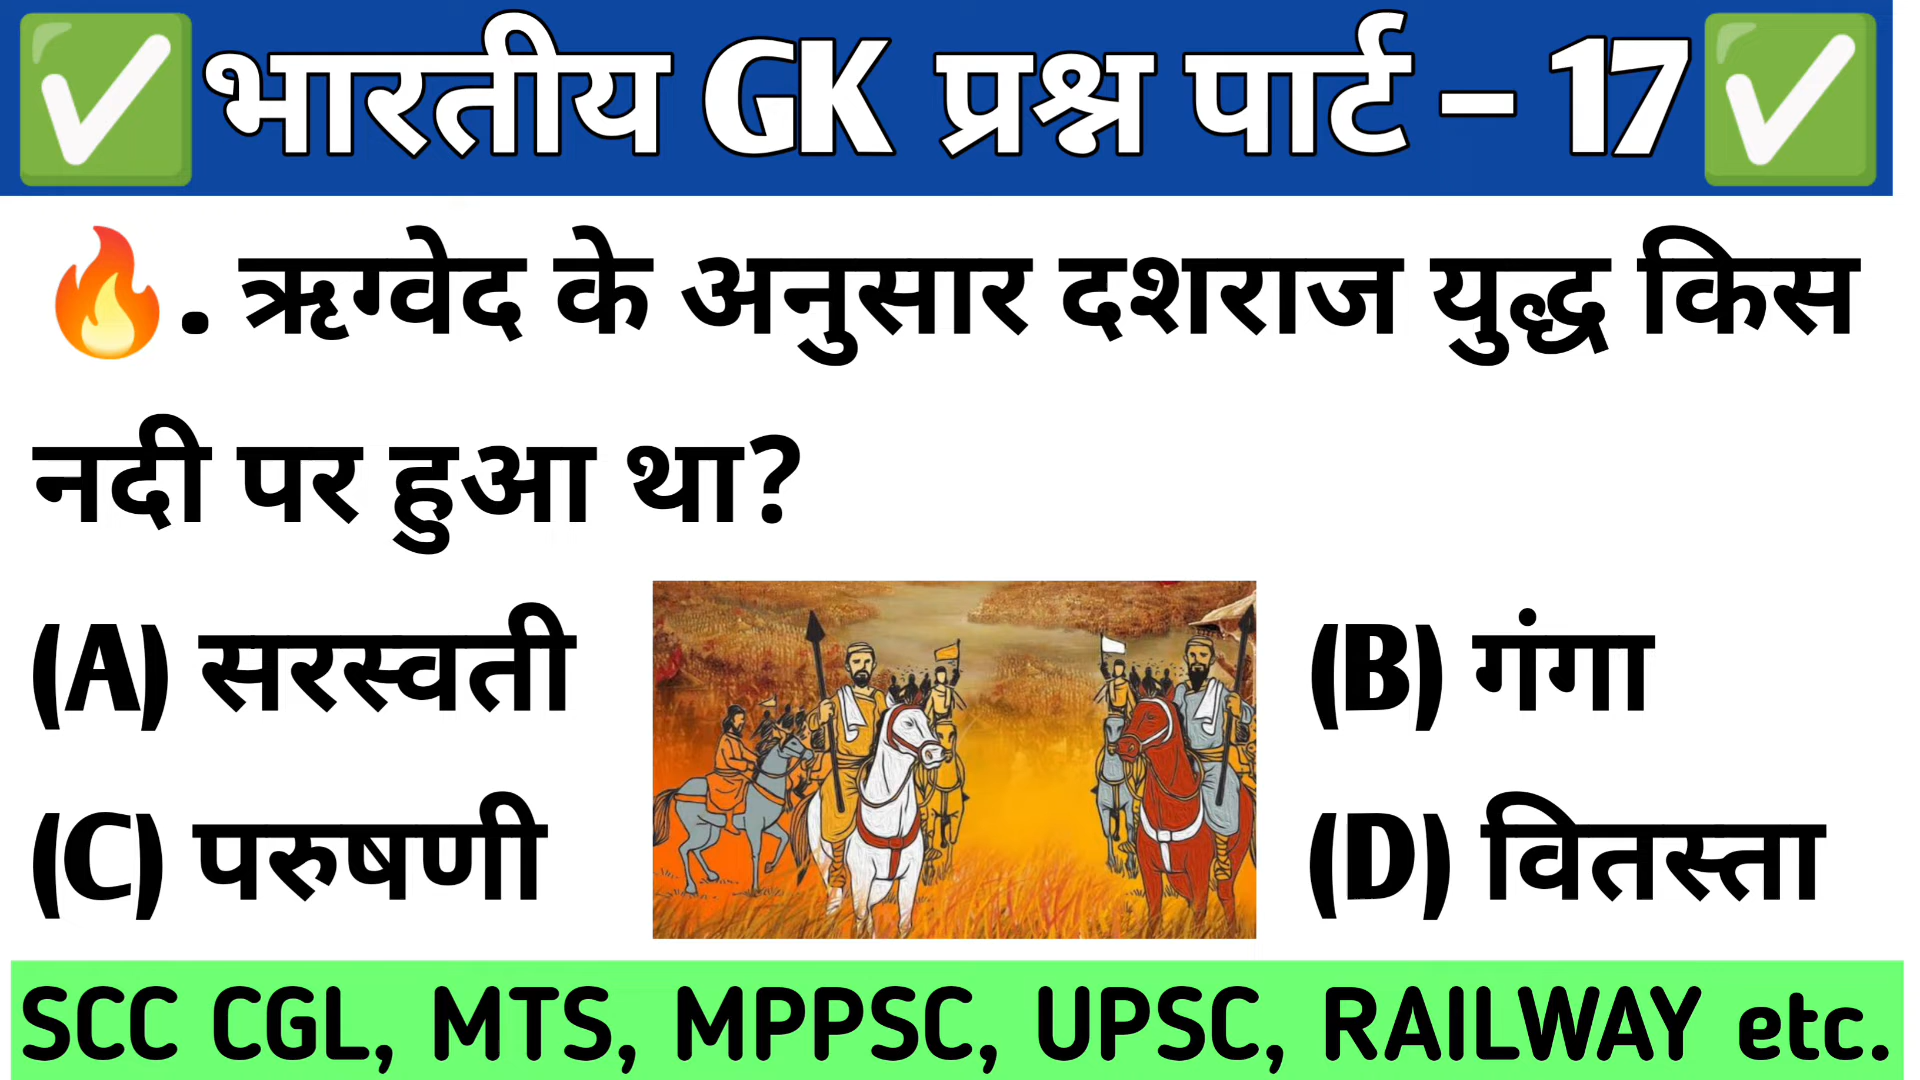 ✅भारतीय GK प्रश्न पार्ट – 17✅
🔥. ऋग्वेद के अनुसार दशराज युद्ध किस
नदी पर हुआ था?
(A) सरस्वती
(B) गंगा
(C) परुषणी
(D) वितस्ता
SCC CGL, MTS, MPPSC, UPSC, RAILWAY etc.